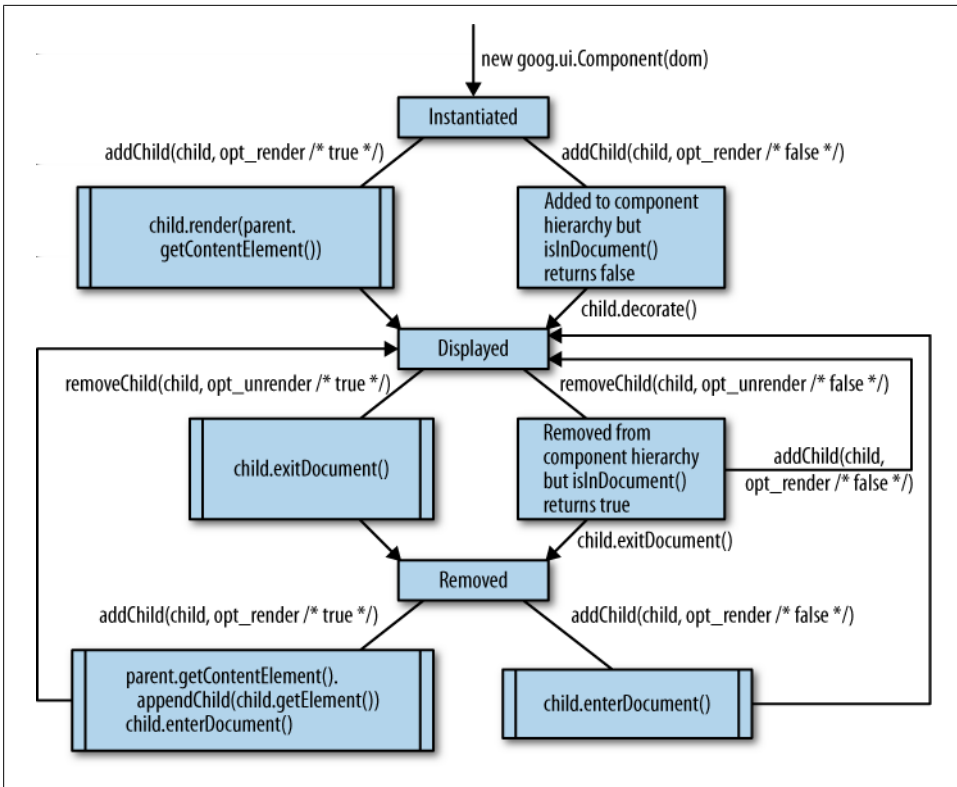 new goog.ui.Component(dom)
Instantiated
addChild(child, opt_render /* true */)
addChild(child, opt_render /* false */)
child.render(parent.
getContentElement())
Added to component
hierarchy but
isInDocument()
returns false
child.decorate()
Displayed
removeChild(child, opt_unrender /* true */)
removeChild(child, opt_unrender /* false */)
child.exitDocument()
Removed from
component hierarchy
but isInDocument()
returns true
addChild(child,
opt_render /* false */)
child.exitDocument()
Removed
addChild(child, opt_render /* true */)
addChild(child, opt_render /* false */)
parent.getContentElement().
appendChild(child.getElement())
child.enterDocument()
child.enterDocument()